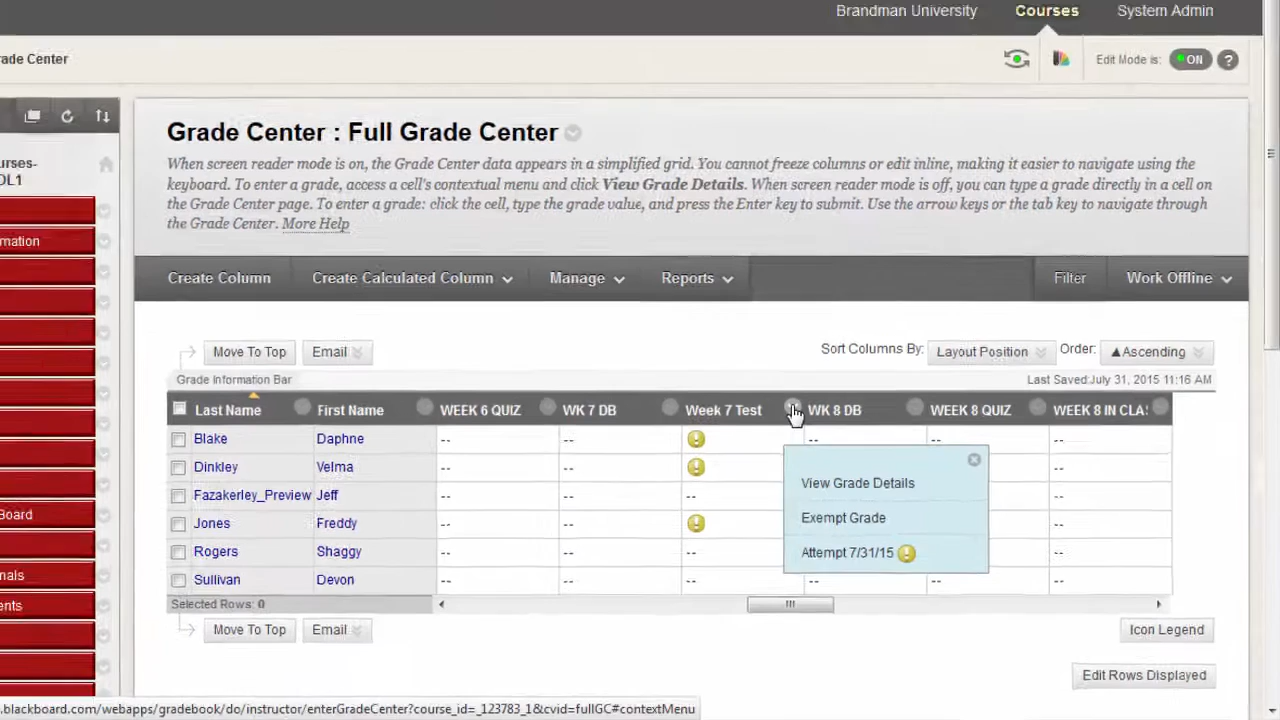 Brandman University Courses System Admin
ade Center Edit Mode is: ON ?
urses-
OL1
mation
Board
nals
ents
Grade Center : Full Grade Center
When screen reader mode is on, the Grade Center data appears in a simplified grid. You cannot freeze columns or edit inline, making it easier to navigate using the
keyboard. To enter a grade, access a cell's contextual menu and click View Grade Details. When screen reader mode is off, you can type a grade directly in a cell on
the Grade Center page. To enter a grade: click the cell, type the grade value, and press the Enter key to submit. Use the arrow keys or the tab key to navigate through
the Grade Center. More Help
Create Column Create Calculated Column Manage Reports Filter Work Offline
Move To Top Email Sort Columns By: Layout Position Order: ▲Ascending
Grade Information Bar Last Saved:July 31, 2015 11:16 AM
Last Name First Name WEEK 6 QUIZ WK 7 DB Week 7 Test WK 8 DB WEEK 8 QUIZ WEEK 8 IN CLA
Blake Daphne -- -- ! -- -- --
Dinkley Velma -- -- !
Fazakerley_Preview Jeff -- -- -- --
Jones Freddy -- -- ! --
Rogers Shaggy -- -- -- --
Sullivan Devon -- -- -- -- -- --
View Grade Details
Exempt Grade
Attempt 7/31/15 !
Selected Rows: 0
Move To Top Email Icon Legend
Edit Rows Displayed
.blackboard.com/webapps/gradebook/do/instructor/enterGradeCenter?course_id=_123783_1&cvid=fullGC#contextMenu